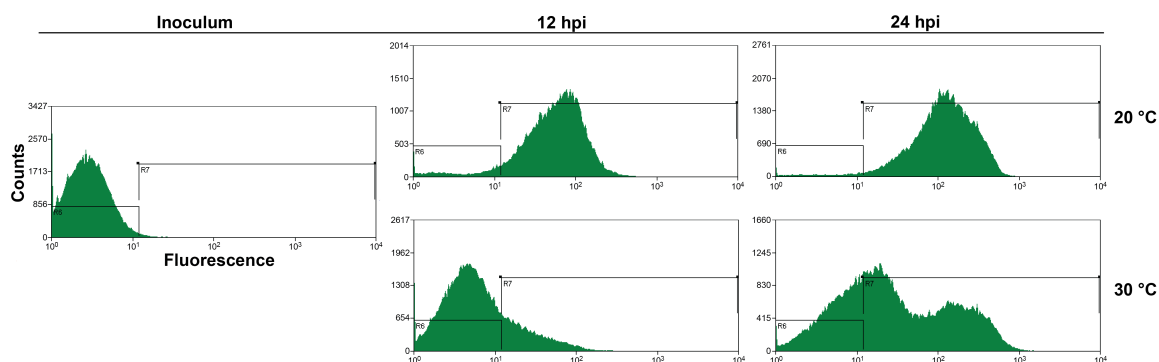 Inoculum 12 hpi 24 hpi
2014 2761
1510 2070
R7 R7
1007 1380
20 °C
3427
503 690
R6 R6
2570
0 0
R7
10⁰ 10¹ 10² 10³ 10⁴ 10⁰ 10¹ 10² 10³ 10⁴
Counts
1713
856
R6
2617 1660
0
10⁰ 10¹ 10² 10³ 10⁴
1962 1245
Fluorescence
R7 R7
1308 830
30 °C
654 415
R6 R6
0 0
10⁰ 10¹ 10² 10³ 10⁴ 10⁰ 10¹ 10² 10³ 10⁴